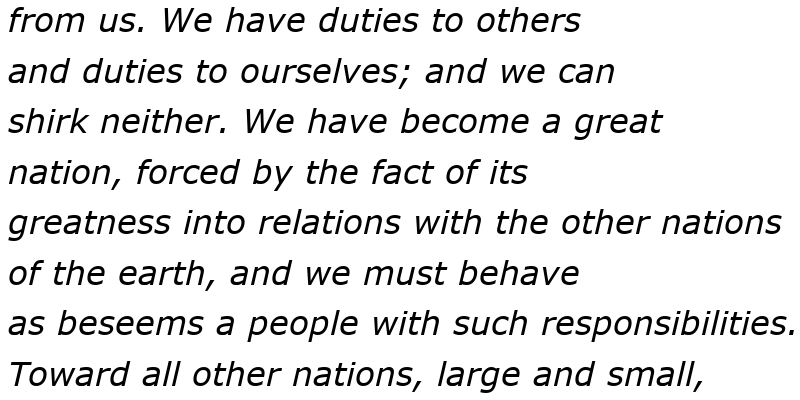 from us. We have duties to others
and duties to ourselves; and we can
shirk neither. We have become a great
nation, forced by the fact of its
greatness into relations with the other nations
of the earth, and we must behave
as beseems a people with such responsibilities.
Toward all other nations, large and small,